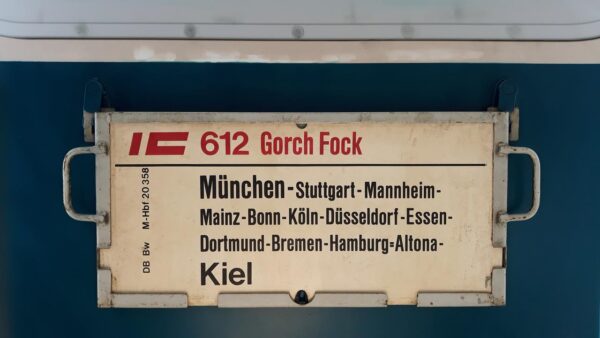 IC 612 Gorch Fock
München-Stuttgart-Mannheim-
Mainz-Bonn-Köln-Düsseldorf-Essen-
Dortmund-Bremen-Hamburg=Altona-
Kiel
DB Bw M-Hbf 20 358